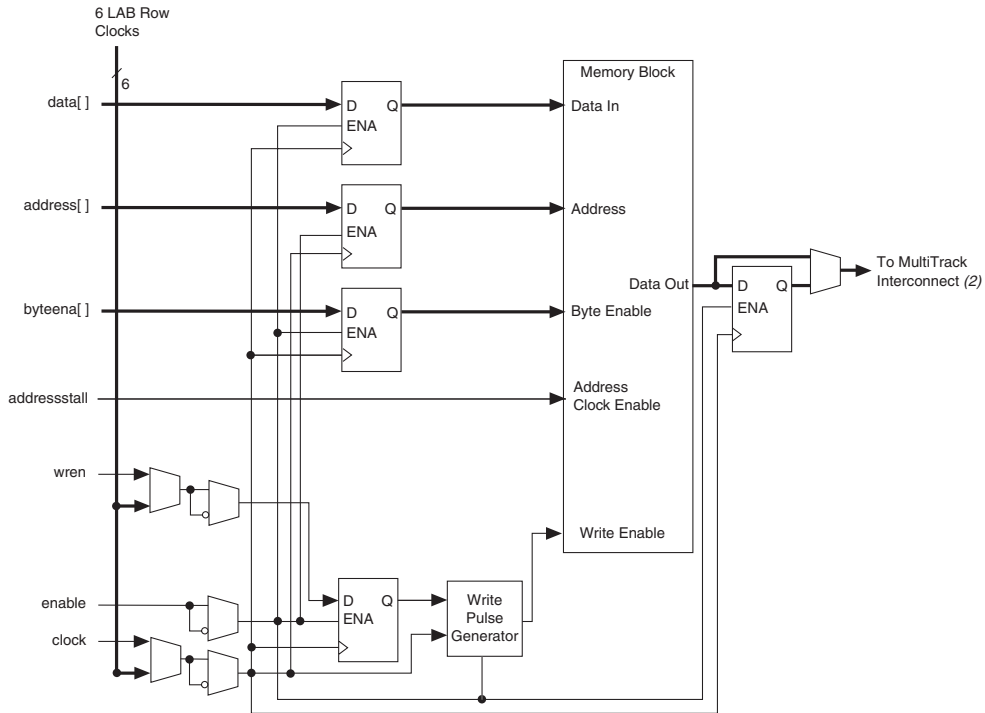 6 LAB Row
Clocks
6
data[ ]
D Q
ENA
Memory Block
Data In
address[ ]
D Q
ENA
Address
Data Out
D Q
ENA
To MultiTrack
Interconnect (2)
byteena[ ]
D Q
ENA
Byte Enable
addressstall
Address
Clock Enable
wren
Write Enable
enable
D Q
ENA
Write
Pulse
Generator
clock